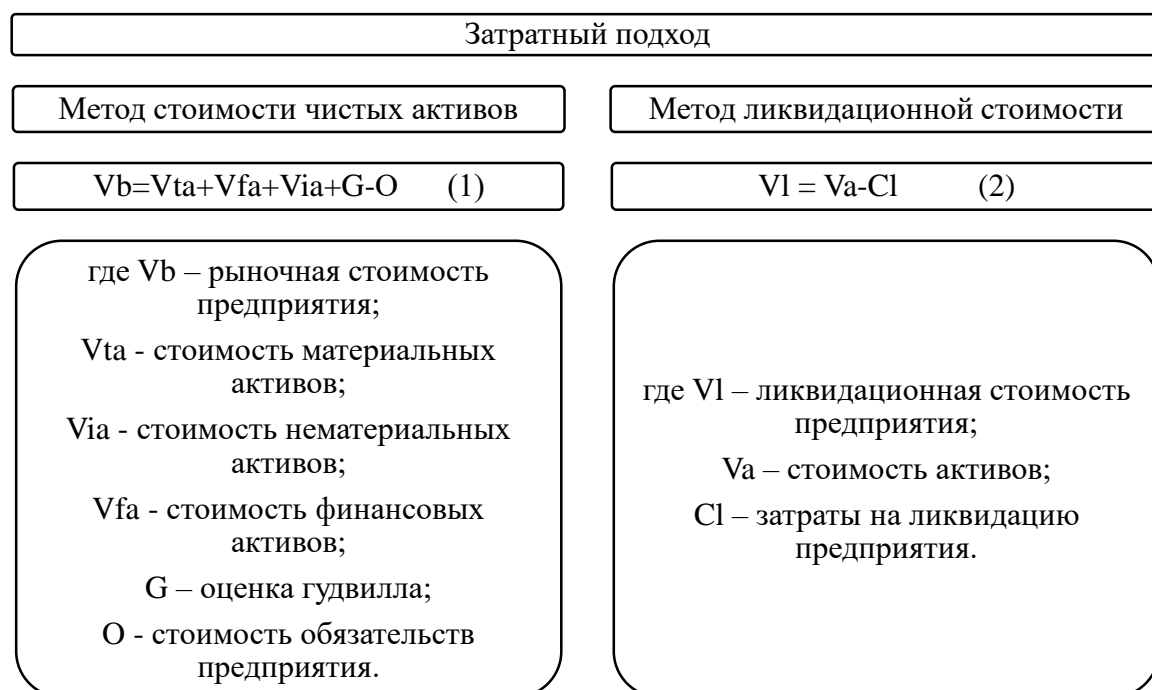 Затратный подход
Метод стоимости чистых активов
Метод ликвидационной стоимости
Vb=Vta+Vfa+Via+G-O (1)
Vl = Va-Cl (2)
где Vb – рыночная стоимость
предприятия;
Vta - стоимость материальных
активов;
Via - стоимость нематериальных
активов;
Vfa - стоимость финансовых
активов;
G – оценка гудвилла;
O - стоимость обязательств
предприятия.
где Vl – ликвидационная стоимость
предприятия;
Va – стоимость активов;
Cl – затраты на ликвидацию
предприятия.